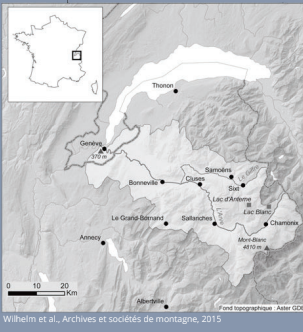 Thonon
Genève
370 m
Samoëns
Cluses
Sixt
Bonneville
Lac d'Anterne
Lac Blanc
Le Grand-Bornand
Sallanches
Chamonix
Annecy
Mont-Blanc
4810 m
0 10 20
Km
Albertville
Fond topographique : Aster GDE
Wilhelm et al., Archives et sociétés de montagne, 2015